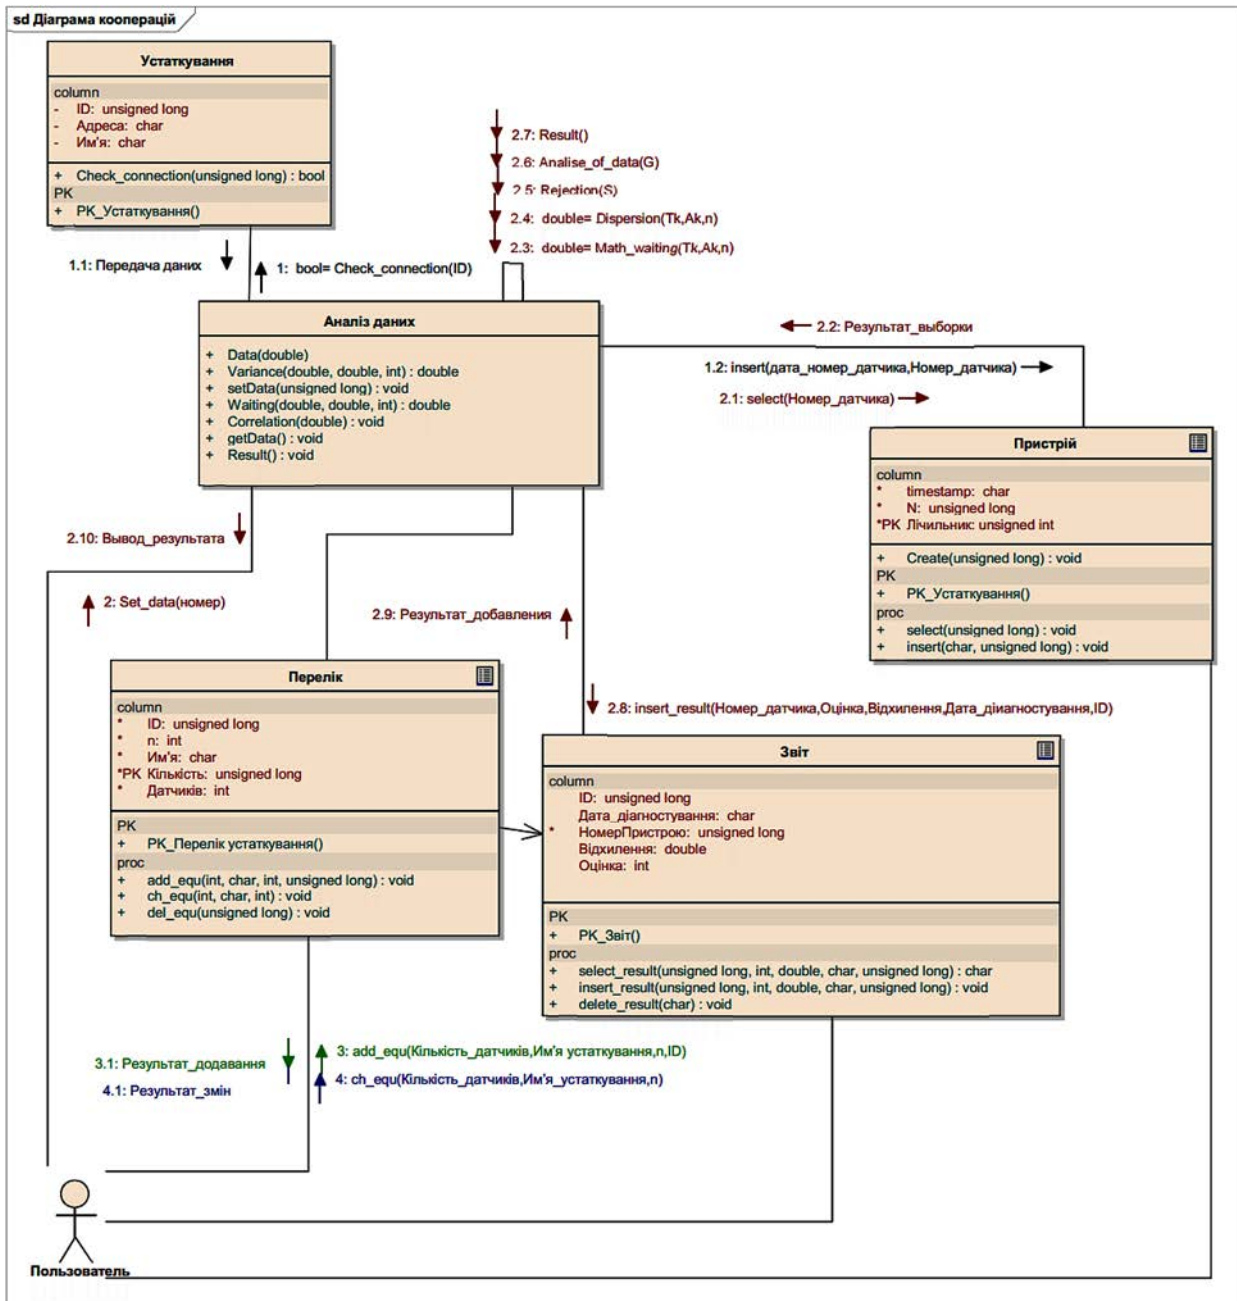 sd Діаграма кооперацій
Устаткування
column
- ID: unsigned long
- Адреса: char
- Им'я: char
+ Check_connection(unsigned long) : bool
PK
+ PK_Устаткування()
2.7: Result()
2.6: Analise_of_data(G)
2.5: Rejection(S)
2.4: double= Dispersion(Tk,Ak,n)
2.3: double= Math_waiting(Tk,Ak,n)
1.1: Передача даних
1: bool= Check_connection(ID)
Аналіз даних
+ Data(double)
+ Variance(double, double, int) : double
+ setData(unsigned long) : void
+ Waiting(double, double, int) : double
+ Correlation(double) : void
+ getData() : void
+ Result() : void
2.2: Результат_выборки
1.2: insert(дата_номер_датчика,Номер_датчика)
2.1: select(Номер_датчика)
Пристрій
column
* timestamp: char
* N: unsigned long
*PK Лічильник: unsigned int
+ Create(unsigned long) : void
PK
+ PK_Устаткування()
proc
+ select(unsigned long) : void
+ insert(char, unsigned long) : void
2.10: Вывод_результата
2: Set_data(номер)
2.9: Результат_добавления
Перелік
column
* ID: unsigned long
* n: int
* Им'я: char
*PK Кількість: unsigned long
* Датчиків: int
PK
+ PK_Перелік устаткування()
proc
+ add_equ(int, char, int, unsigned long) : void
+ ch_equ(int, char, int) : void
+ del_equ(unsigned long) : void
2.8: insert_result(Номер_датчика,Оцінка,Відхилення,Дата_діиагностування,ID)
Звіт
column
ID: unsigned long
Дата_діагностування: char
* НомерПристрою: unsigned long
Відхилення: double
Оцінка: int
PK
+ PK_Звіт()
proc
+ select_result(unsigned long, int, double, char, unsigned long) : char
+ insert_result(unsigned long, int, double, char, unsigned long) : void
+ delete_result(char) : void
3.1: Результат_додавання
4.1: Результат_змін
3: add_equ(Кількість_датчиків,Им'я устаткування,n,ID)
4: ch_equ(Кількість_датчиків,Им'я_устаткування,n)
Пользователь